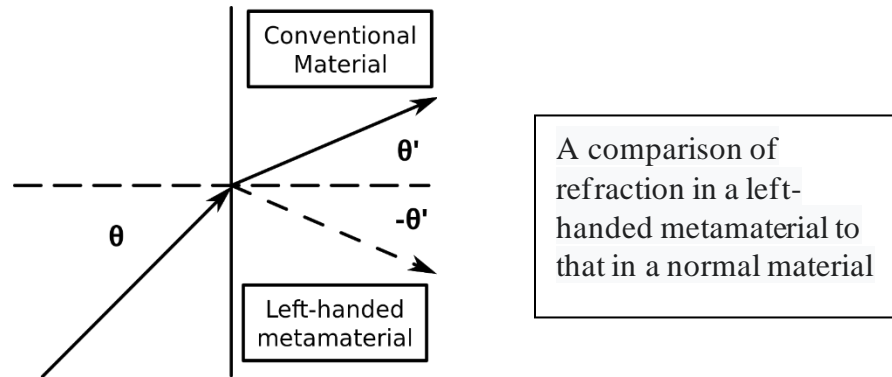 Conventional
Material
θ'
θ
-θ'
Left-handed
metamaterial
A comparison of
refraction in a left-
handed metamaterial to
that in a normal material